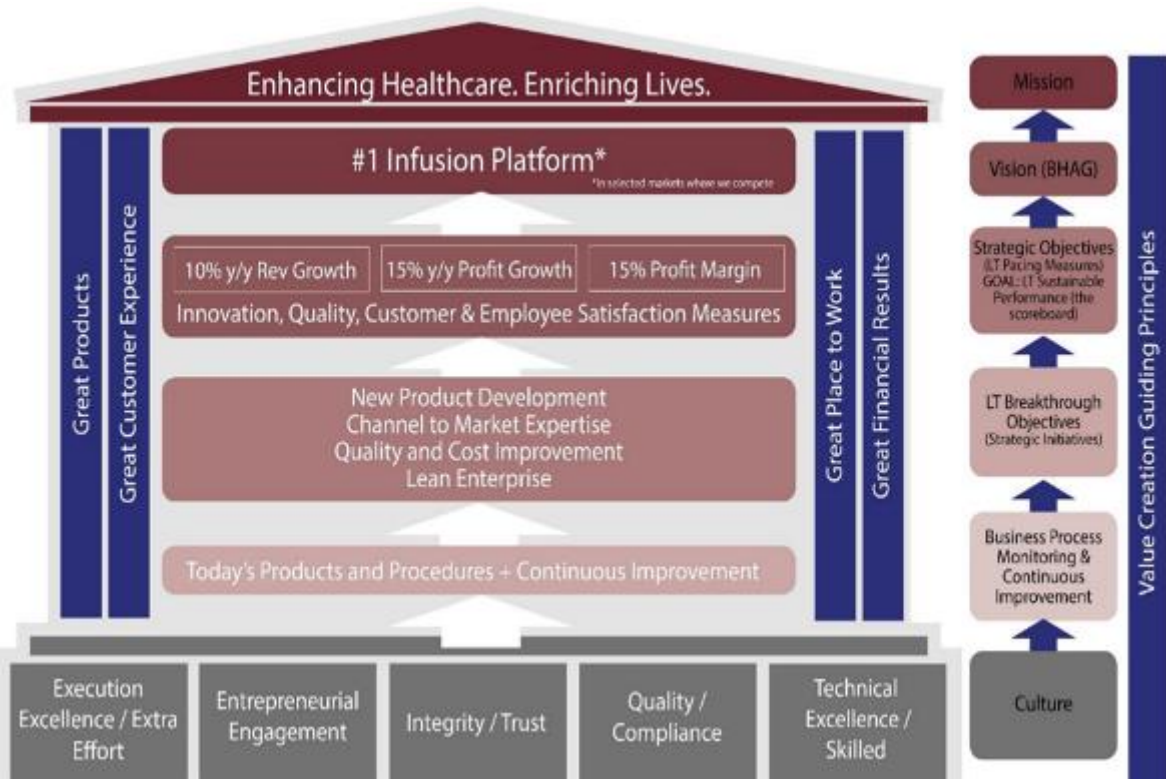 Enhancing Healthcare. Enriching Lives.
#1 Infusion Platform*
*In selected markets where we compete
10% y/y Rev Growth
15% y/y Profit Growth
15% Profit Margin
Innovation, Quality, Customer & Employee Satisfaction Measures
New Product Development
Channel to Market Expertise
Quality and Cost Improvement
Lean Enterprise
Today's Products and Procedures + Continuous Improvement
Great Products
Great Customer Experience
Great Place to Work
Great Financial Results
Execution
Excellence / Extra
Effort
Entrepreneurial
Engagement
Integrity / Trust
Quality /
Compliance
Technical
Excellence /
Skilled
Mission
Vision (BHAG)
Strategic Objectives
(LT Pacing Measures)
GOAL: LT Sustainable
Performance (the
scoreboard)
LT Breakthrough
Objectives
(Strategic Initiatives)
Business Process
Monitoring &
Continuous
Improvement
Culture
Value Creation Guiding Principles